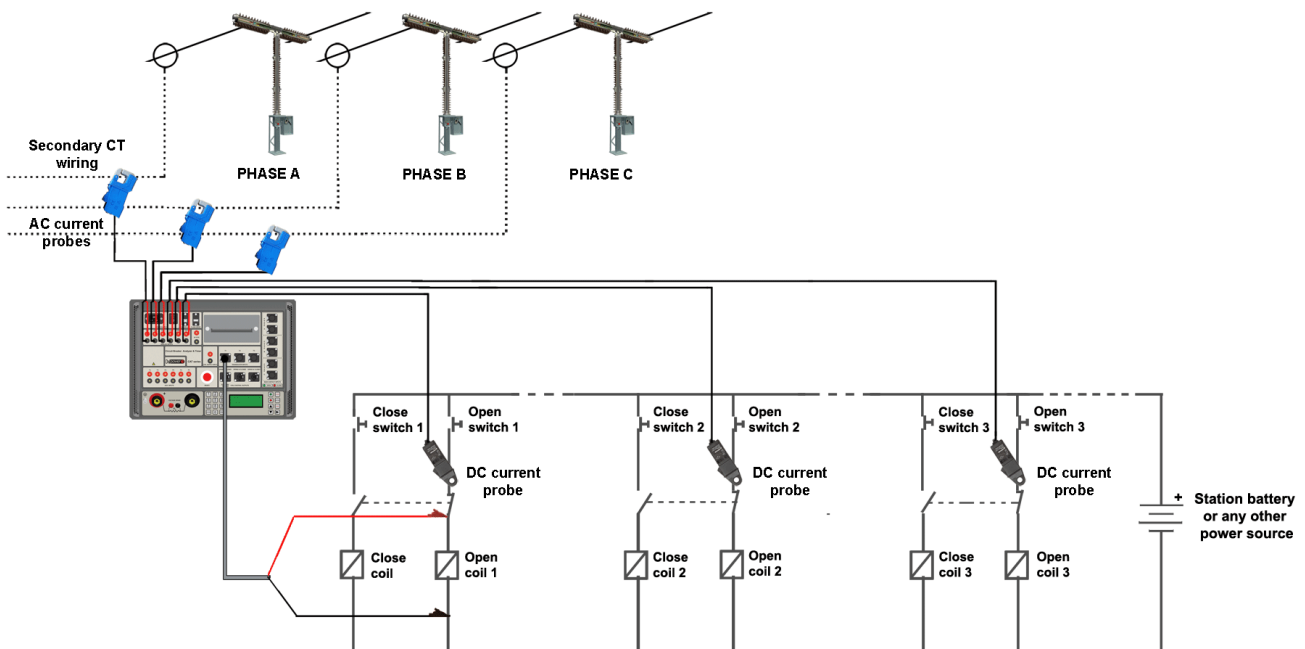 Secondary CT
wiring
PHASE A
PHASE B
PHASE C
AC current
probes
Close
switch 1
Open
switch 1
Close
switch 2
Open
switch 2
Close
switch 3
Open
switch 3
DC current
probe
DC current
probe
DC current
probe
+
Station battery
or any other
power source
Close
coil
Open
coil 1
Close
coil 2
Open
coil 2
Close
coil 3
Open
coil 3